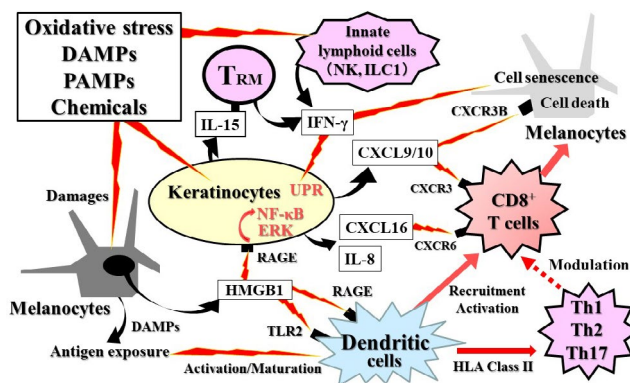 Oxidative stress
DAMPs
PAMPs
Chemicals
Innate
lymphoid cells
(NK, ILC1)
TRM
IL-15
IFN-γ
Cell senescence
CXCR3B
Cell death
Melanocytes
CXCL9/10
Keratinocytes
UPR
NF-κB
ERK
RAGE
CXCR3
CD8+
T cells
CXCL16
CXCR6
IL-8
Damages
Melanocytes
DAMPs
Antigen exposure
HMGB1
RAGE
TLR2
Activation/Maturation
Dendritic
cells
Recruitment
Activation
Modulation
HLA Class II
Th1
Th2
Th17